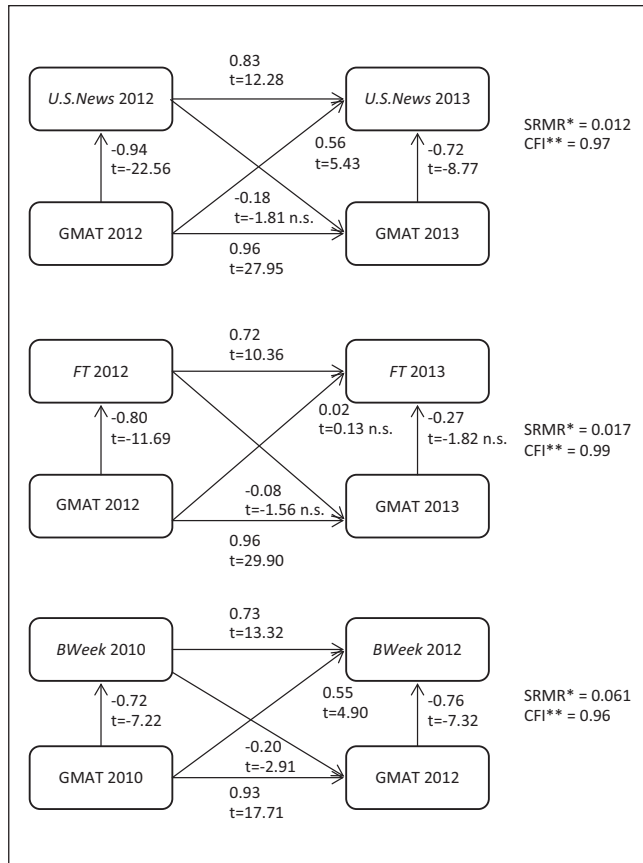 0.83
t=12.28
U.S.News 2012
U.S.News 2013
SRMR* = 0.012
CFI** = 0.97
-0.94
t=-22.56
0.56
t=5.43
-0.72
t=-8.77
-0.18
t=-1.81 n.s.
GMAT 2012
GMAT 2013
0.96
t=27.95
0.72
t=10.36
FT 2012
FT 2013
0.02
t=0.13 n.s.
-0.80
t=-11.69
-0.27
t=-1.82 n.s.
SRMR* = 0.017
CFI** = 0.99
-0.08
t=-1.56 n.s.
GMAT 2012
GMAT 2013
0.96
t=29.90
0.73
t=13.32
BWeek 2010
BWeek 2012
0.55
t=4.90
-0.72
t=-7.22
-0.76
t=-7.32
SRMR* = 0.061
CFI** = 0.96
-0.20
t=-2.91
GMAT 2010
GMAT 2012
0.93
t=17.71